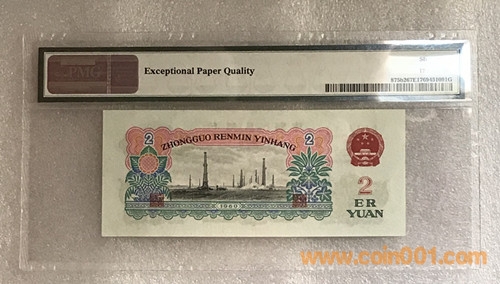 PMG
Exceptional Paper Quality
2
2
ZHONGGUO RENMIN YINHANG
1960
2
ER
YUAN
www.coin001.com